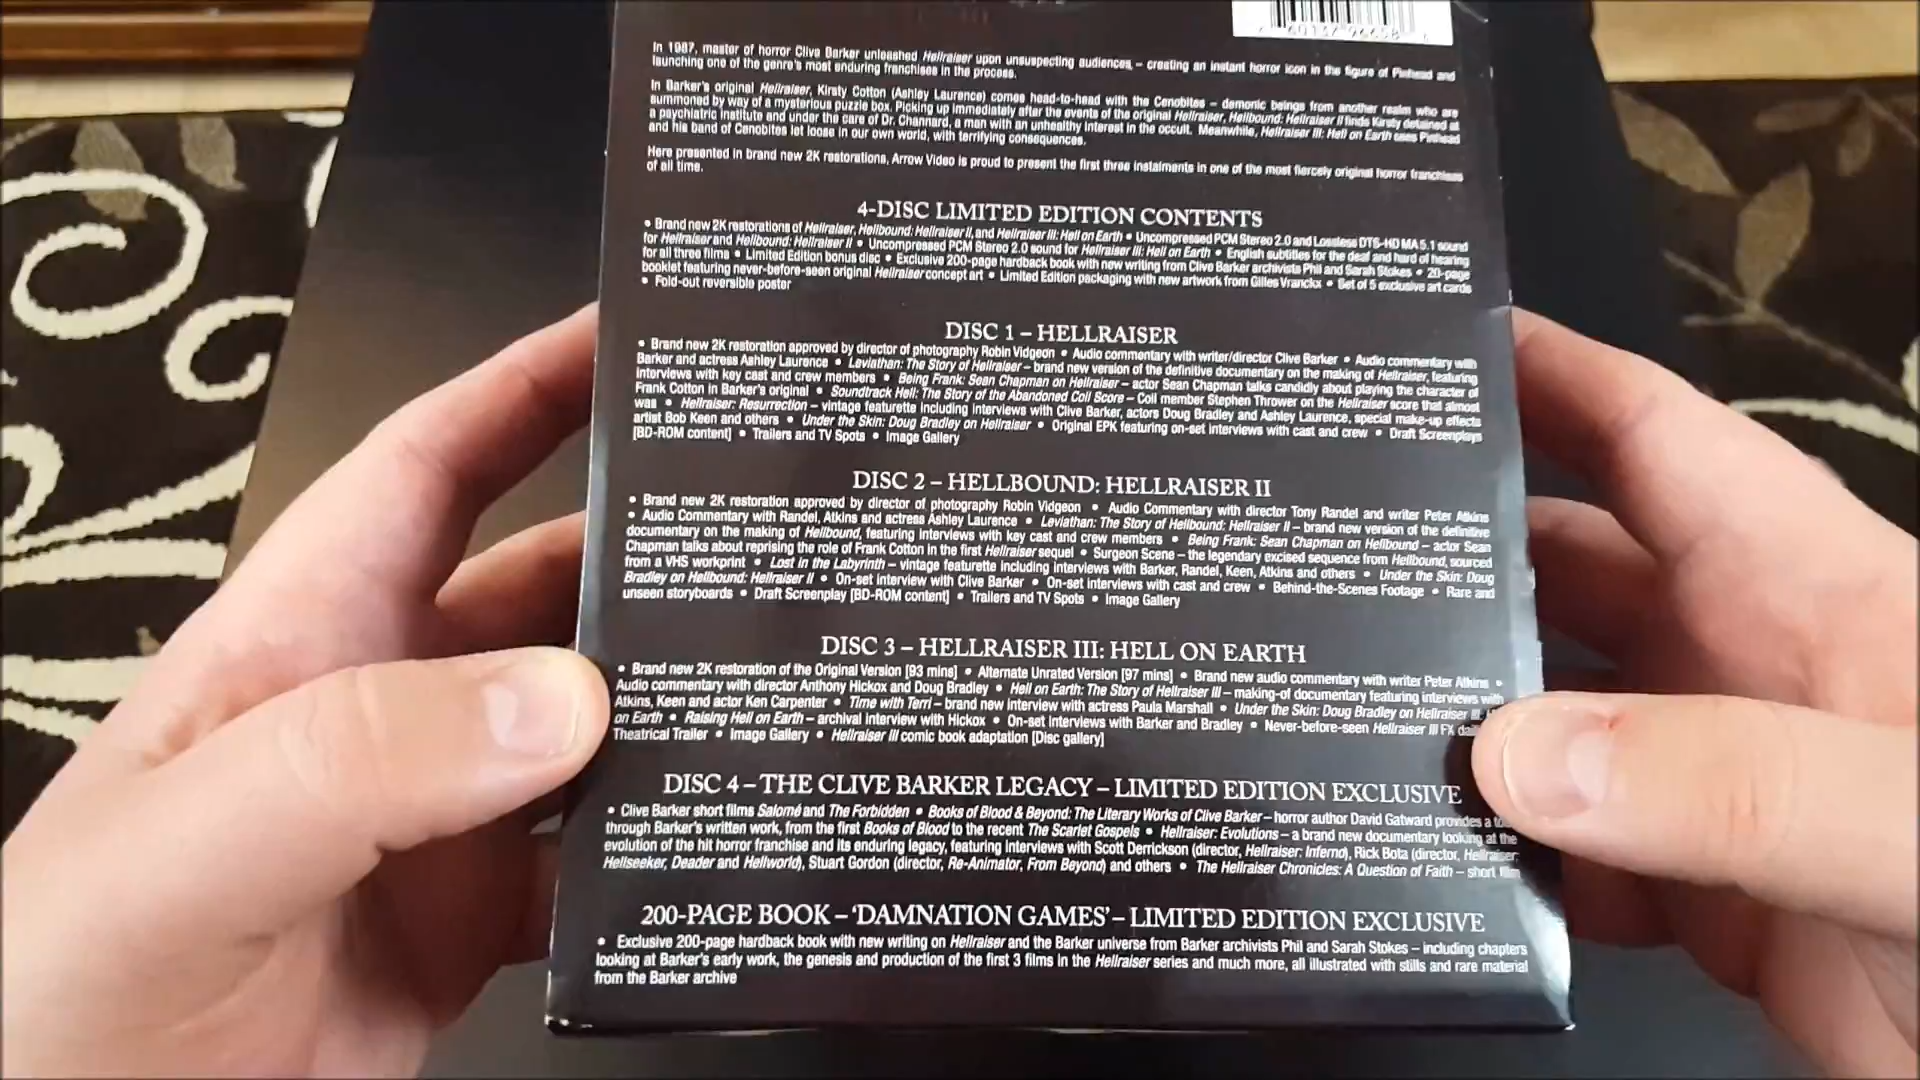 60137 96658
In 1987, master of horror Clive Barker unleashed Hellraiser upon unsuspecting audiences, – creating an instant horror icon in the figure of Pinhead and
launching one of the genre's most enduring franchises in the process.
In Barker's original Hellraiser, Kirsty Cotton (Ashley Laurence) comes head-to-head with the Cenobites – demonic beings from another realm who are
summoned by way of a mysterious puzzle box. Picking up immediately after the events of the original Hellraiser, Hellbound: Hellraiser II finds Kirsty detained at
a psychiatric institute and under the care of Dr. Channard, a man with an unhealthy interest in the occult. Meanwhile, Hellraiser III: Hell on Earth sees Pinhead
and his band of Cenobites let loose in our own world, with terrifying consequences.
Here presented in brand new 2K restorations, Arrow Video is proud to present the first three instalments in one of the most fiercely original horror franchises
of all time.
4-DISC LIMITED EDITION CONTENTS
• Brand new 2K restorations of Hellraiser, Hellbound: Hellraiser II, and Hellraiser III: Hell on Earth • Uncompressed PCM Stereo 2.0 and Lossless DTS-HD MA 5.1 sound
for Hellraiser and Hellbound: Hellraiser II • Uncompressed PCM Stereo 2.0 sound for Hellraiser III: Hell on Earth • English subtitles for the deaf and hard of hearing
for all three films • Limited Edition bonus disc • Exclusive 200-page hardback book with new writing from Clive Barker archivists Phil and Sarah Stokes • 20-page
booklet featuring never-before-seen original Hellraiser concept art • Limited Edition packaging with new artwork from Gilles Vranckx • Set of 5 exclusive art cards
• Fold-out reversible poster
DISC 1 – HELLRAISER
• Brand new 2K restoration approved by director of photography Robin Vidgeon • Audio commentary with writer/director Clive Barker • Audio commentary with
Barker and actress Ashley Laurence • Leviathan: The Story of Hellraiser – brand new version of the definitive documentary on the making of Hellraiser, featuring
interviews with key cast and crew members • Being Frank: Sean Chapman on Hellraiser – actor Sean Chapman talks candidly about playing the character of
Frank Cotton in Barker's original • Soundtrack Hell: The Story of the Abandoned Coil Score – Coil member Stephen Thrower on the Hellraiser score that almost
was • Hellraiser: Resurrection – vintage featurette including interviews with Clive Barker, actors Doug Bradley and Ashley Laurence, special make-up effects
artist Bob Keen and others • Under the Skin: Doug Bradley on Hellraiser • Original EPK featuring on-set interviews with cast and crew • Draft Screenplays
[BD-ROM content] • Trailers and TV Spots • Image Gallery
DISC 2 – HELLBOUND: HELLRAISER II
• Brand new 2K restoration approved by director of photography Robin Vidgeon • Audio Commentary with director Tony Randel and writer Peter Atkins
• Audio Commentary with Randel, Atkins and actress Ashley Laurence • Leviathan: The Story of Hellbound: Hellraiser II – brand new version of the definitive
documentary on the making of Hellbound, featuring interviews with key cast and crew members • Being Frank: Sean Chapman on Hellbound – actor Sean
Chapman talks about reprising the role of Frank Cotton in the first Hellraiser sequel • Surgeon Scene – the legendary excised sequence from Hellbound, sourced
from a VHS workprint • Lost in the Labyrinth – vintage featurette including interviews with Barker, Randel, Keen, Atkins and others • Under the Skin: Doug
Bradley on Hellbound: Hellraiser II • On-set interview with Clive Barker • On-set interviews with cast and crew • Behind-the-Scenes Footage • Rare and
unseen storyboards • Draft Screenplay [BD-ROM content] • Trailers and TV Spots • Image Gallery
DISC 3 – HELLRAISER III: HELL ON EARTH
• Brand new 2K restoration of the Original Version [93 mins] • Alternate Unrated Version [97 mins] • Brand new audio commentary with writer Peter Atkins •
Audio commentary with director Anthony Hickox and Doug Bradley • Hell on Earth: The Story of Hellraiser III – making-of documentary featuring interviews with
Atkins, Keen and actor Ken Carpenter • Time with Terri – brand new interview with actress Paula Marshall • Under the Skin: Doug Bradley on Hellraiser III:
on Earth • Raising Hell on Earth – archival interview with Hickox • On-set interviews with Barker and Bradley • Never-before-seen Hellraiser III FX
Theatrical Trailer • Image Gallery • Hellraiser III comic book adaptation [Disc gallery]
DISC 4 – THE CLIVE BARKER LEGACY – LIMITED EDITION EXCLUSIVE
• Clive Barker short films Salomé and The Forbidden • Books of Blood & Beyond: The Literary Works of Clive Barker – horror author David Gatward provides a
through Barker's written work, from the first Books of Blood to the recent The Scarlet Gospels • Hellraiser: Evolutions – a brand new documentary looking at the
evolution of the hit horror franchise and its enduring legacy, featuring interviews with Scott Derrickson (director, Hellraiser: Inferno), Rick Bota (director, Hellraiser:
Hellseeker, Deader and Hellworld), Stuart Gordon (director, Re-Animator, From Beyond) and others • The Hellraiser Chronicles: A Question of Faith – short film
200-PAGE BOOK – 'DAMNATION GAMES' – LIMITED EDITION EXCLUSIVE
• Exclusive 200-page hardback book with new writing on Hellraiser and the Barker universe from Barker archivists Phil and Sarah Stokes – including chapters
looking at Barker's early work, the genesis and production of the first 3 films in the Hellraiser series and much more, all illustrated with stills and rare material
from the Barker archive